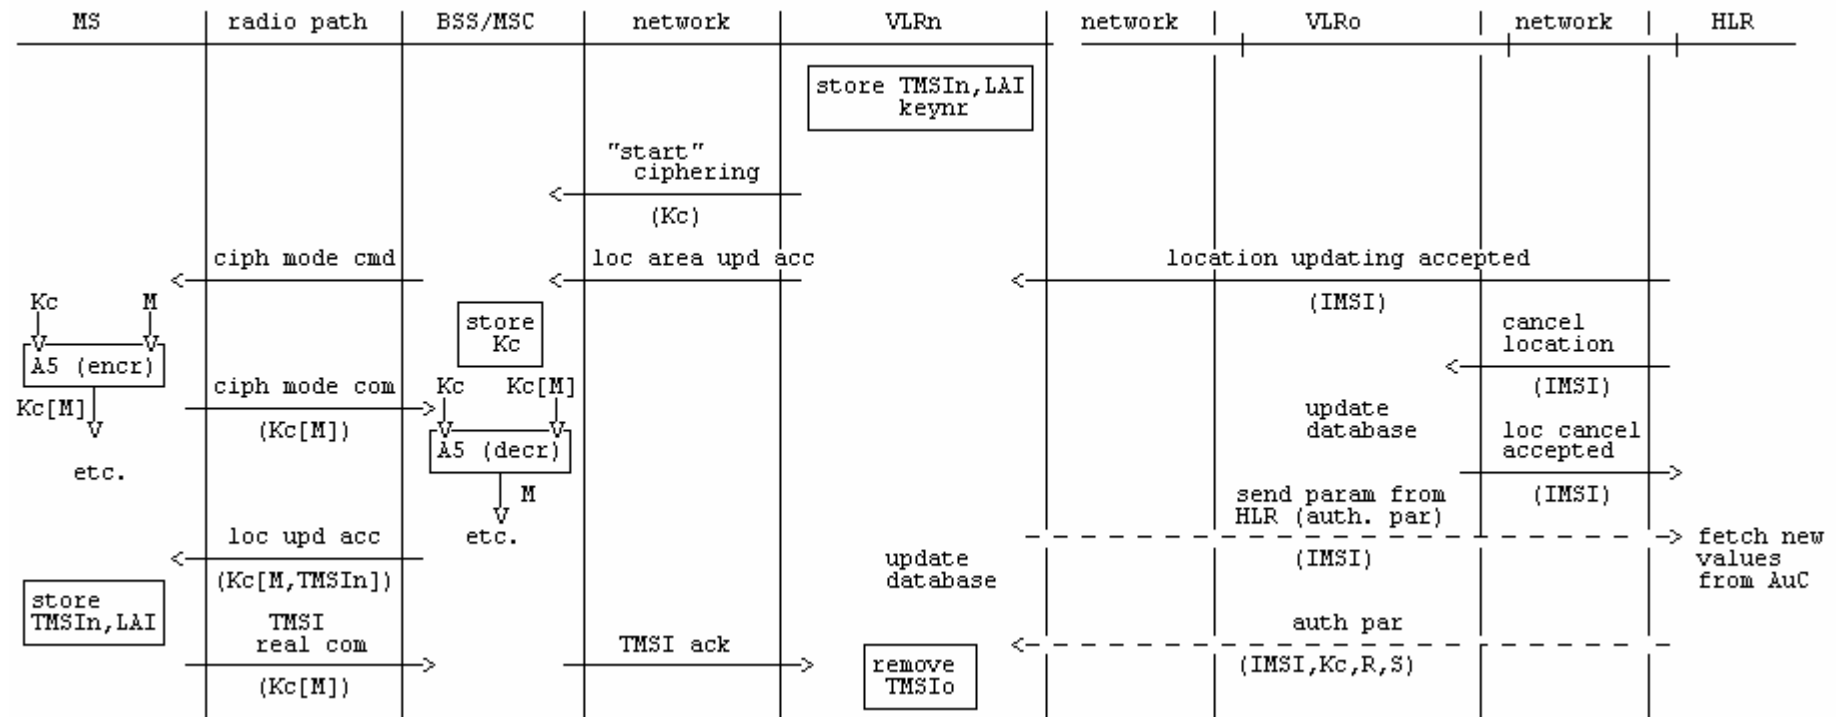 MS radio path BSS/MSC network VLRn network VLRo network HLR
store TMSIn,LAI
keynr
"start"
ciphering
(Kc)
ciph mode cmd loc area upd acc location updating accepted
(IMSI)
Kc M
store
Kc
cancel
location
A5 (encr)
ciph mode com Kc Kc[M] (IMSI)
Kc[M]
(Kc[M])
update
database
loc cancel
accepted
A5 (decr)
etc.
M
send param from (IMSI)
HLR (auth. par)
loc upd acc etc. fetch new
update (IMSI) values
(Kc[M,TMSIn]) database from AuC
store
TMSIn,LAI TMSI auth par
real com TMSI ack
remove (IMSI,Kc,R,S)
(Kc[M]) TMSIo